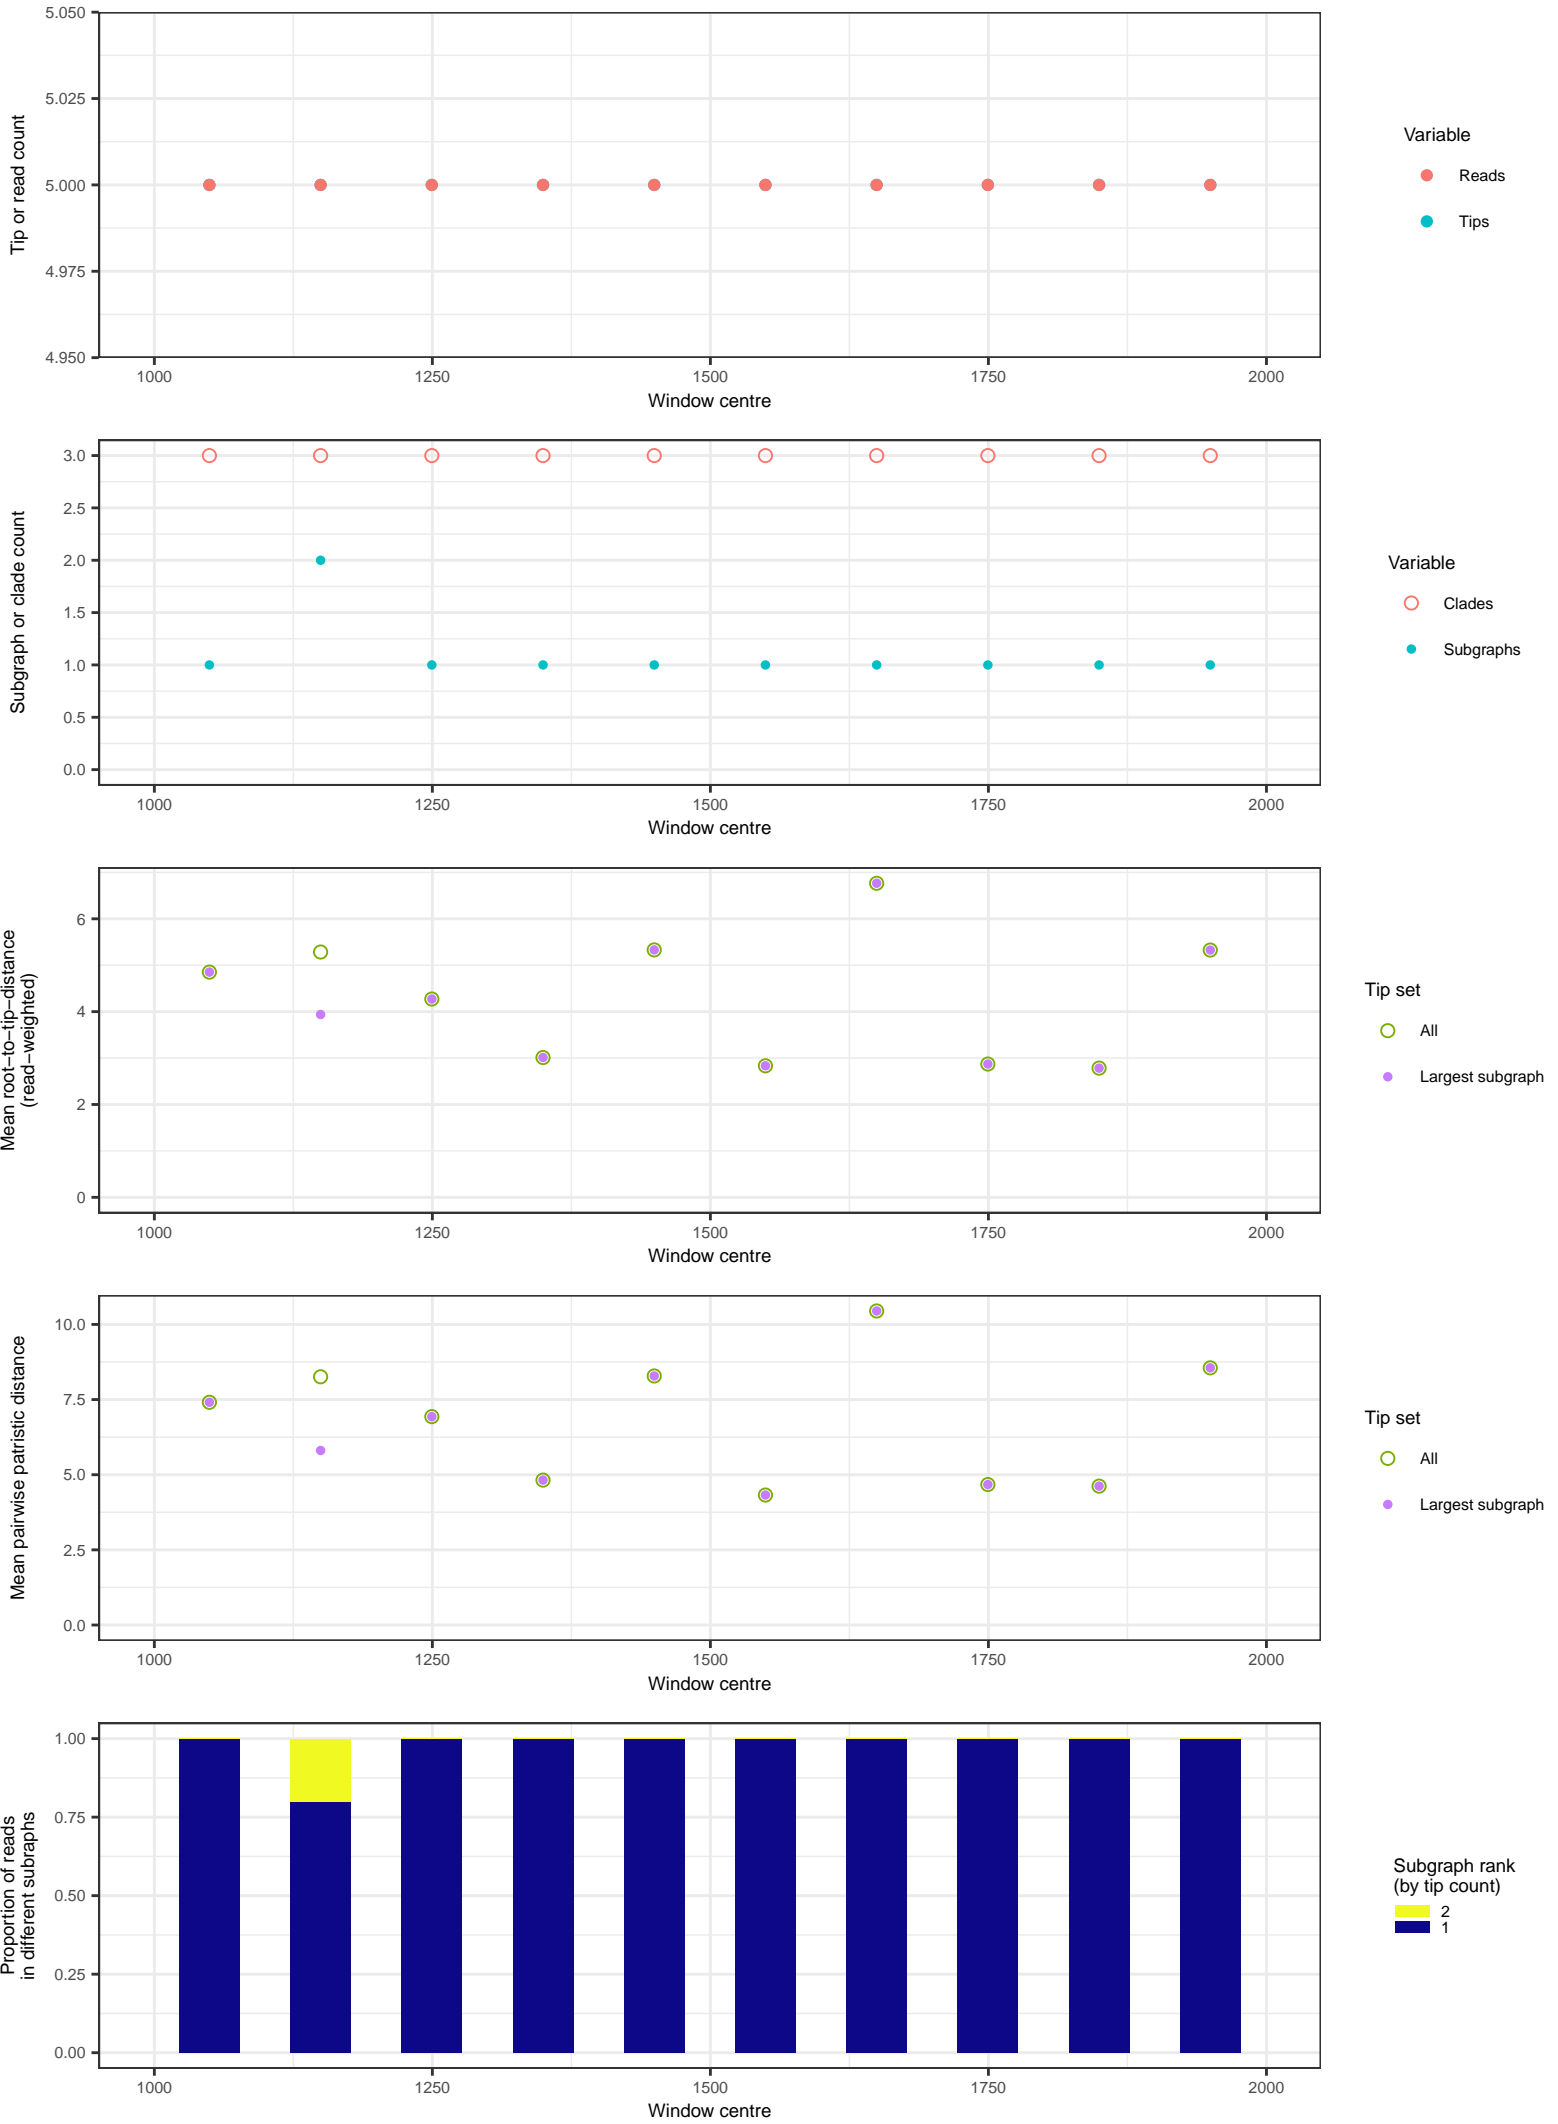 5.050
5.025
5.000
4.975
4.950
Tip or read count
1000 1250 1500 1750 2000
Window centre
Variable
Reads
Tips
3.0
2.5
2.0
1.5
1.0
0.5
0.0
Subgraph or clade count
1000 1250 1500 1750 2000
Window centre
Variable
Clades
Subgraphs
6
4
2
0
Mean root−to−tip−distance
(read−weighted)
1000 1250 1500 1750 2000
Window centre
Tip set
All
Largest subgraph
10.0
7.5
5.0
2.5
0.0
Mean pairwise patristic distance
1000 1250 1500 1750 2000
Window centre
Tip set
All
Largest subgraph
1.00
0.75
0.50
0.25
0.00
Proportion of reads
in different subraphs
1000 1250 1500 1750 2000
Window centre
Subgraph rank
(by tip count)
2
1